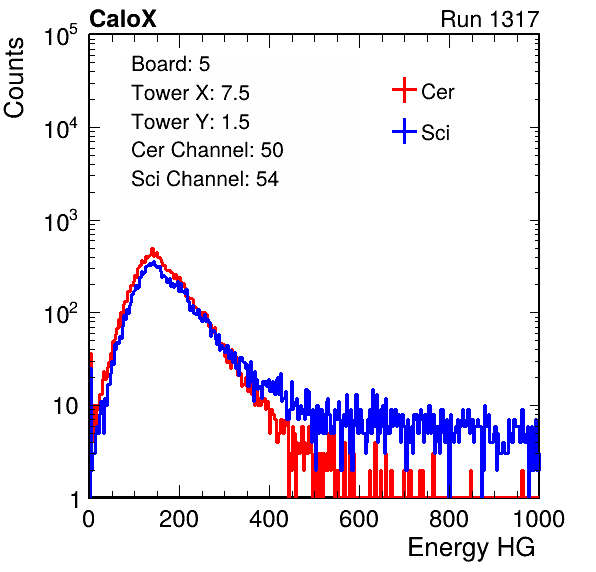 CaloX Run 1317
Counts
10^5
10^4
10^3
10^2
10
1
Board: 5
Tower X: 7.5
Tower Y: 1.5
Cer Channel: 50
Sci Channel: 54
Cer
Sci
0 200 400 600 800 1000
Energy HG